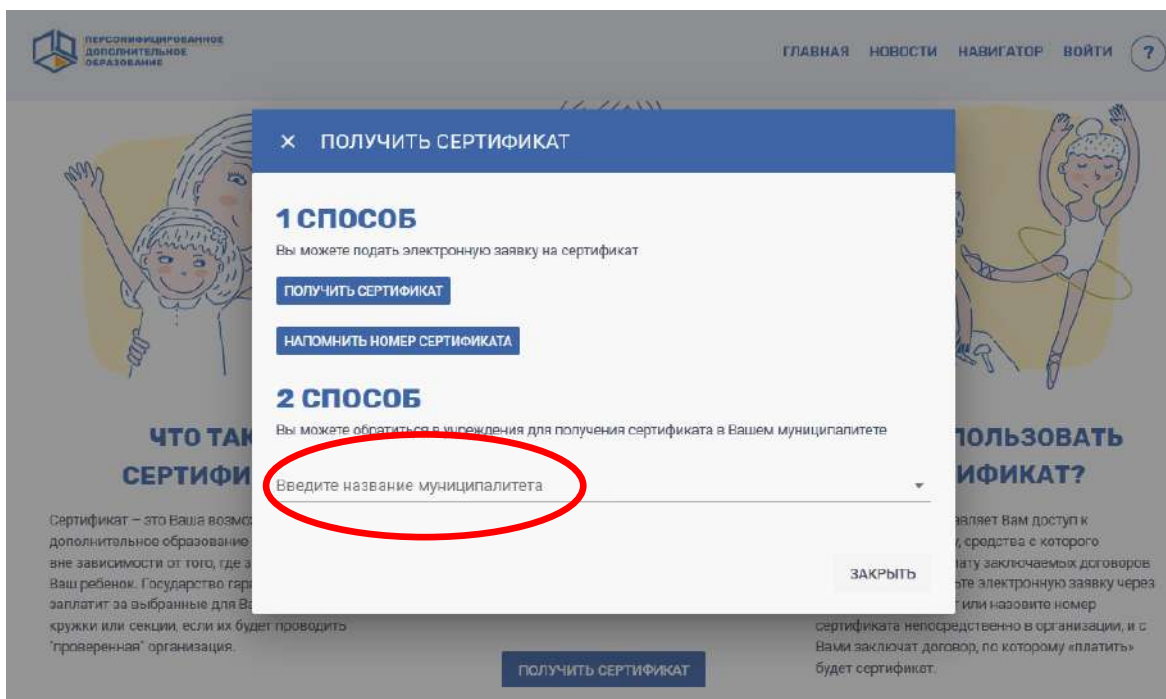 ПЕРСОНИФИЦИРОВАННОЕ
ДОПОЛНИТЕЛЬНОЕ
ОБРАЗОВАНИЕ
ГЛАВНАЯ НОВОСТИ НАВИГАТОР ВОЙТИ ?
× ПОЛУЧИТЬ СЕРТИФИКАТ
1 СПОСОБ
Вы можете подать электронную заявку на сертификат
ПОЛУЧИТЬ СЕРТИФИКАТ
НАПОМНИТЬ НОМЕР СЕРТИФИКАТА
2 СПОСОБ
Вы можете обратиться в учреждения для получения сертификата в Вашем муниципалитете
Введите название муниципалитета
ЗАКРЫТЬ
ЧТО ТАК
СЕРТИФИ
Сертификат – это Ваша возмо
дополнительное образование
вне зависимости от того, где
Ваш ребенок. Государство гар
заплатит за выбранные для
кружки или секции, если их будет проводить
"проверенная" организация.
ПОЛУЧИТЬ СЕРТИФИКАТ
ПОЛЬЗОВАТЬ
ИФИКАТ?
авляет Вам доступ к
, средства с которого
лату заключаемых договоров
электронную заявку через
или назовите номер
сертификата непосредственно в организации, и с
Вами заключат договор, по которому «платить»
будет сертификат.